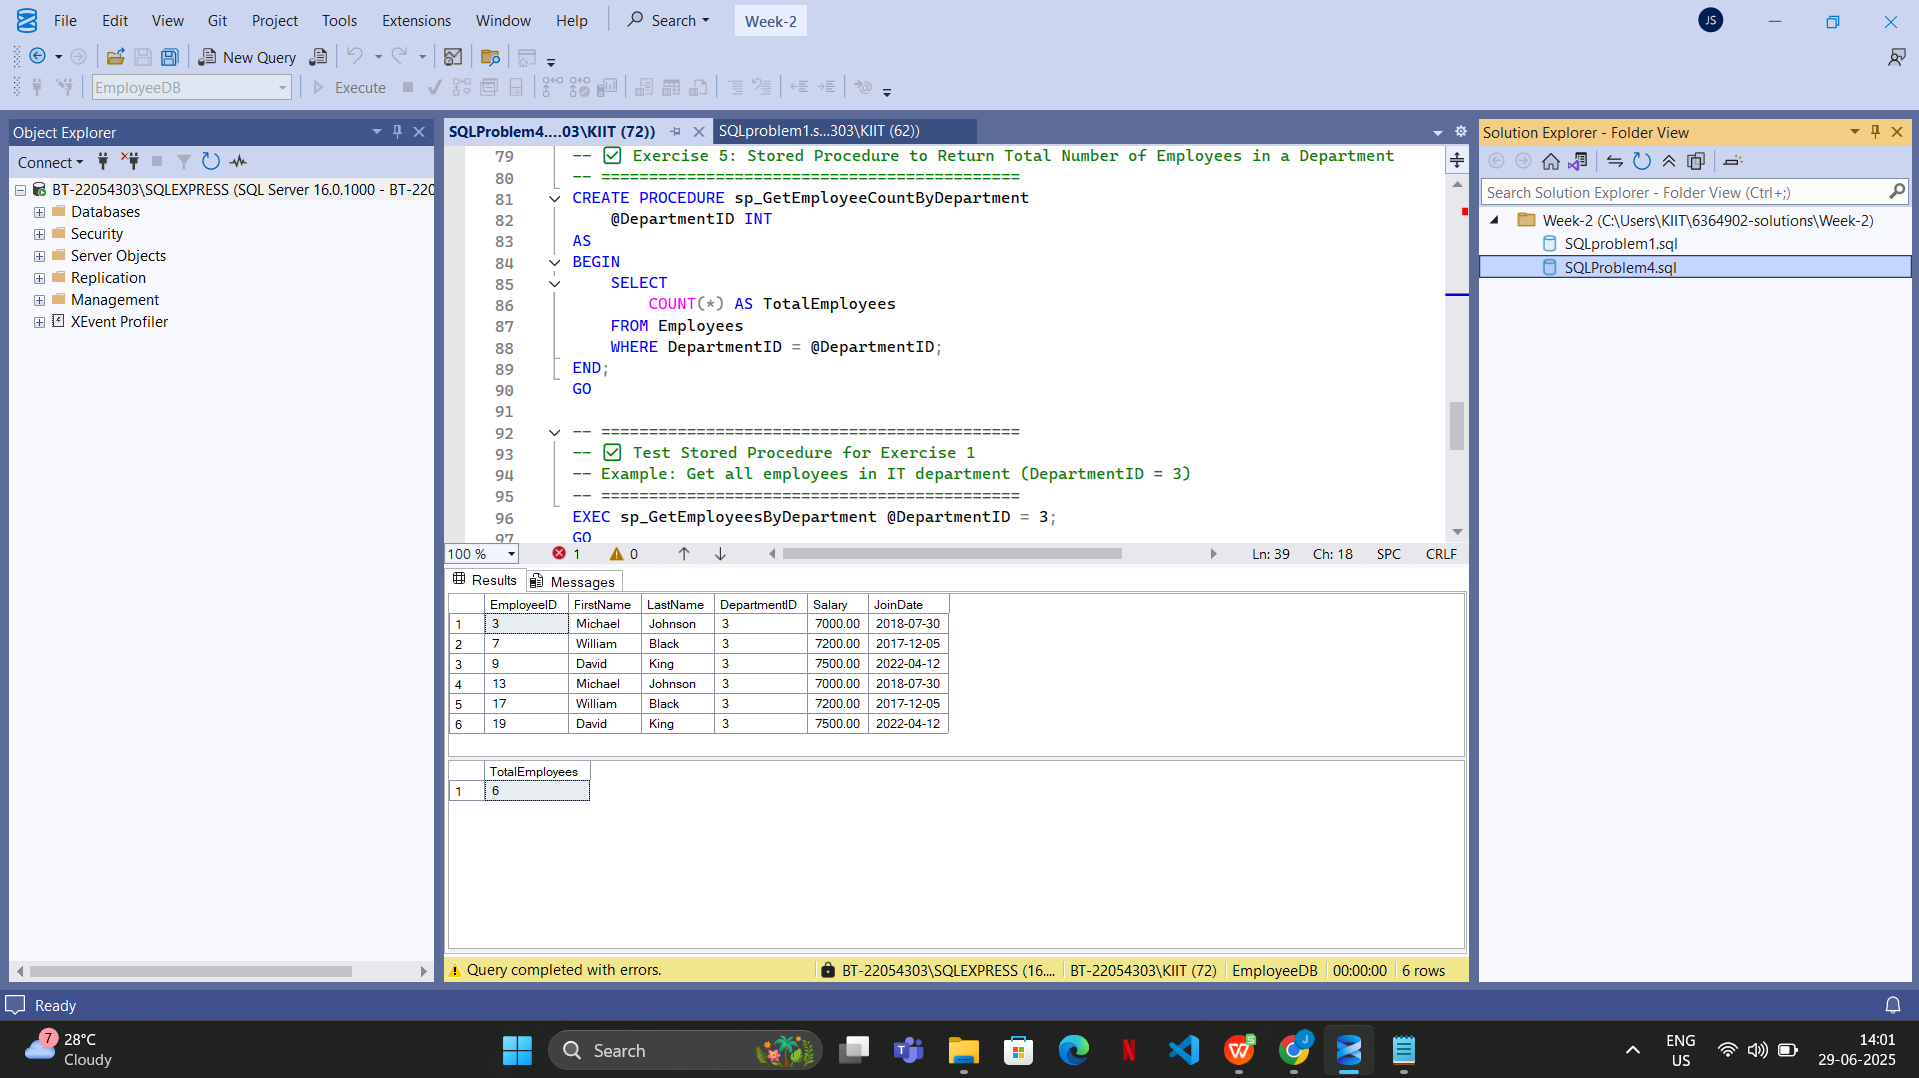 File Edit View Git Project Tools Extensions Window Help Search Week-2 JS
New Query
EmployeeDB Execute
Object Explorer
Connect
BT-22054303\SQLEXPRESS (SQL Server 16.0.1000 - BT-220
Databases
Security
Server Objects
Replication
Management
XEvent Profiler
SQLProblem4....03\KIIT (72)) SQLproblem1.s...303\KIIT (62))
79 -- ✅ Exercise 5: Stored Procedure to Return Total Number of Employees in a Department
80 -- ============================================
81 CREATE PROCEDURE sp_GetEmployeeCountByDepartment
82 @DepartmentID INT
83 AS
84 BEGIN
85 SELECT
86 COUNT(*) AS TotalEmployees
87 FROM Employees
88 WHERE DepartmentID = @DepartmentID;
89 END;
90 GO
91
92 -- ============================================
93 -- ✅ Test Stored Procedure for Exercise 1
94 -- Example: Get all employees in IT department (DepartmentID = 3)
95 -- ============================================
96 EXEC sp_GetEmployeesByDepartment @DepartmentID = 3;
97 GO
100 % 1 0 Ln: 39 Ch: 18 SPC CRLF
Results Messages
EmployeeID FirstName LastName DepartmentID Salary JoinDate
1 3 Michael Johnson 3 7000.00 2018-07-30
2 7 William Black 3 7200.00 2017-12-05
3 9 David King 3 7500.00 2022-04-12
4 13 Michael Johnson 3 7000.00 2018-07-30
5 17 William Black 3 7200.00 2017-12-05
6 19 David King 3 7500.00 2022-04-12
TotalEmployees
1 6
Query completed with errors. BT-22054303\SQLEXPRESS (16.... BT-22054303\KIIT (72) EmployeeDB 00:00:00 6 rows
Solution Explorer - Folder View
Search Solution Explorer - Folder View (Ctrl+;)
Week-2 (C:\Users\KIIT\6364902-solutions\Week-2)
SQLproblem1.sql
SQLProblem4.sql
Ready
7 28°C
Cloudy
Search
ENG
US
14:01
29-06-2025